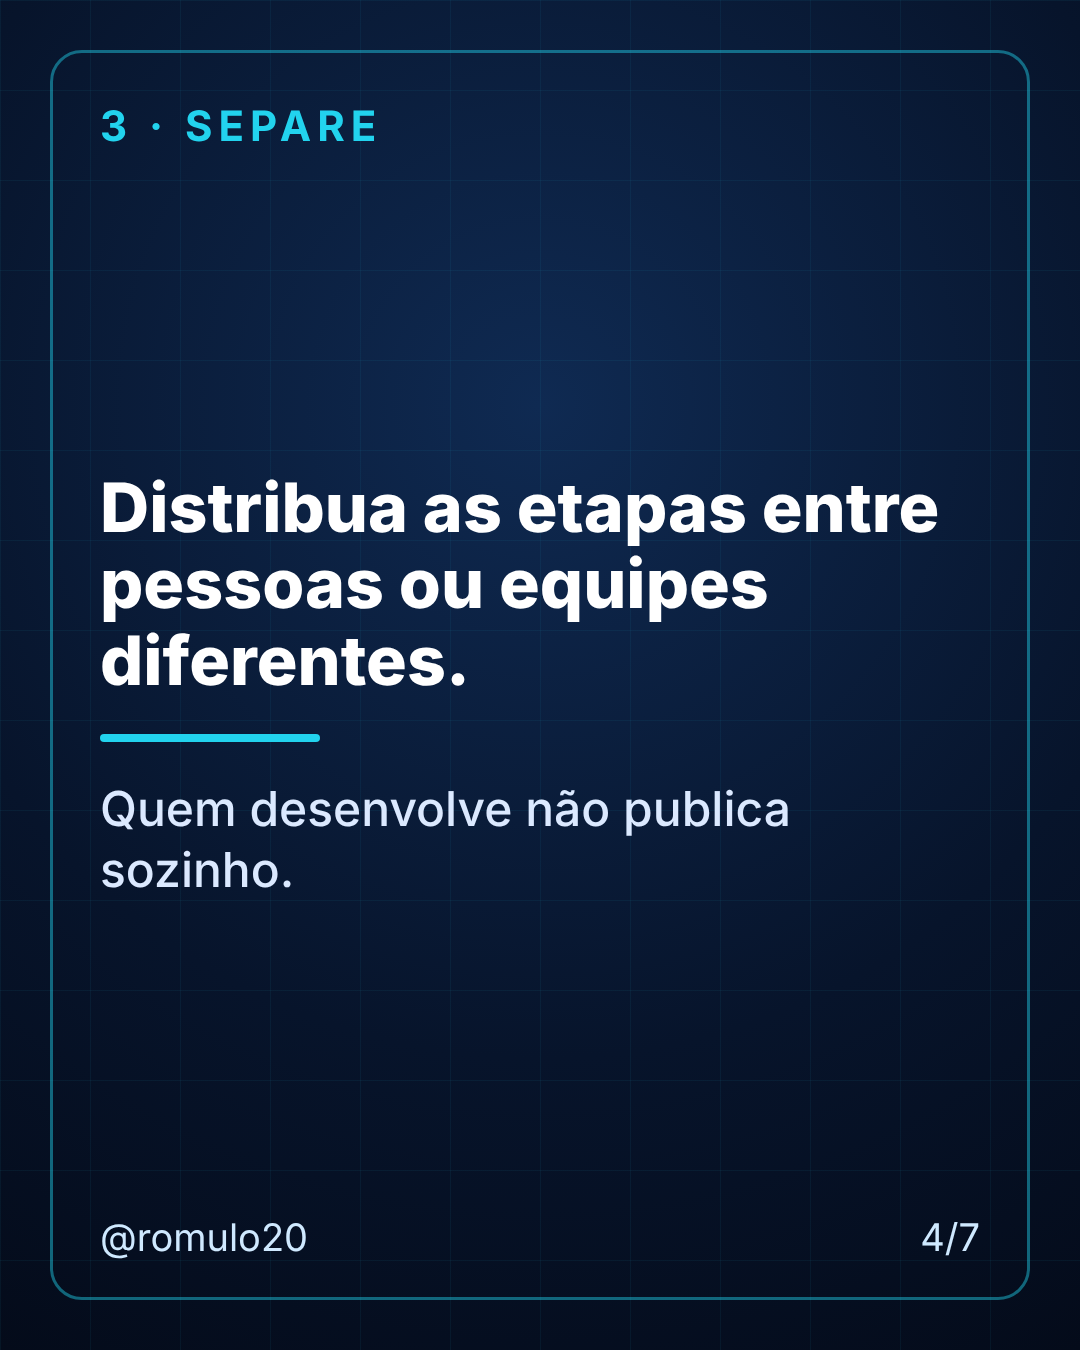 3 · SEPARE
Distribua as etapas entre
pessoas ou equipes
diferentes.
Quem desenvolve não publica
sozinho.
@romulo20
4/7